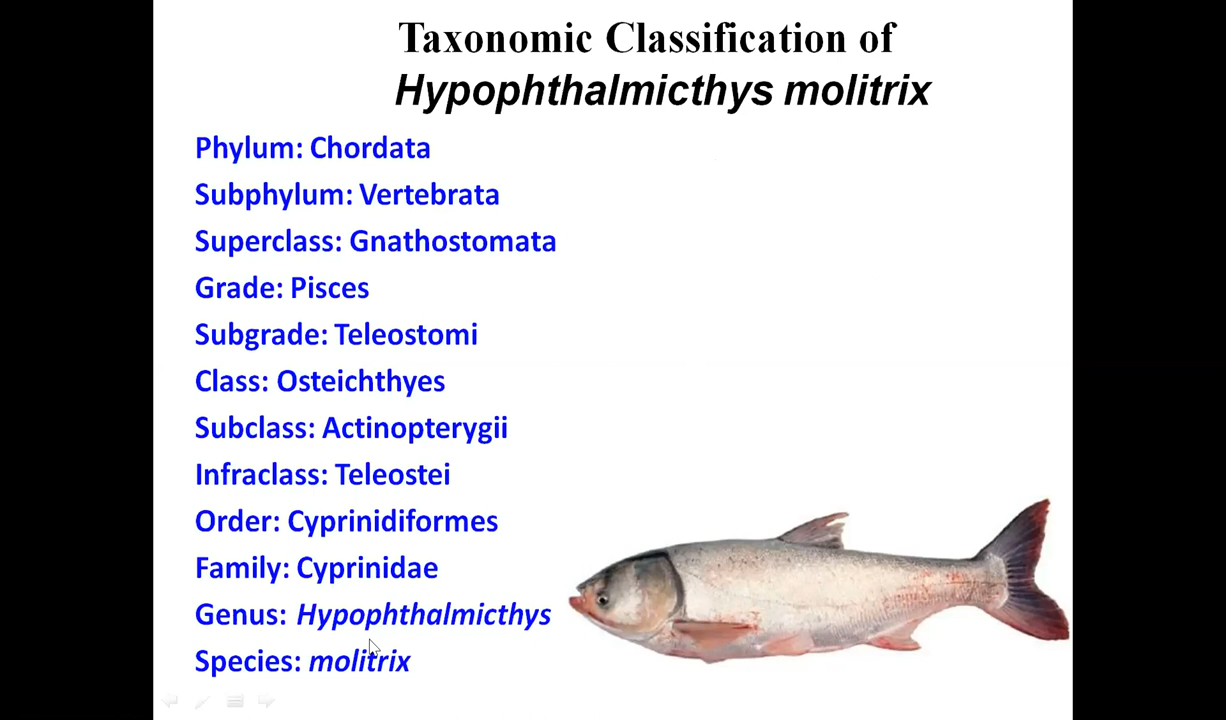 Taxonomic Classification of
Hypophthalmicthys molitrix
Phylum: Chordata
Subphylum: Vertebrata
Superclass: Gnathostomata
Grade: Pisces
Subgrade: Teleostomi
Class: Osteichthyes
Subclass: Actinopterygii
Infraclass: Teleostei
Order: Cyprinidiformes
Family: Cyprinidae
Genus: Hypophthalmicthys
Species: molitrix